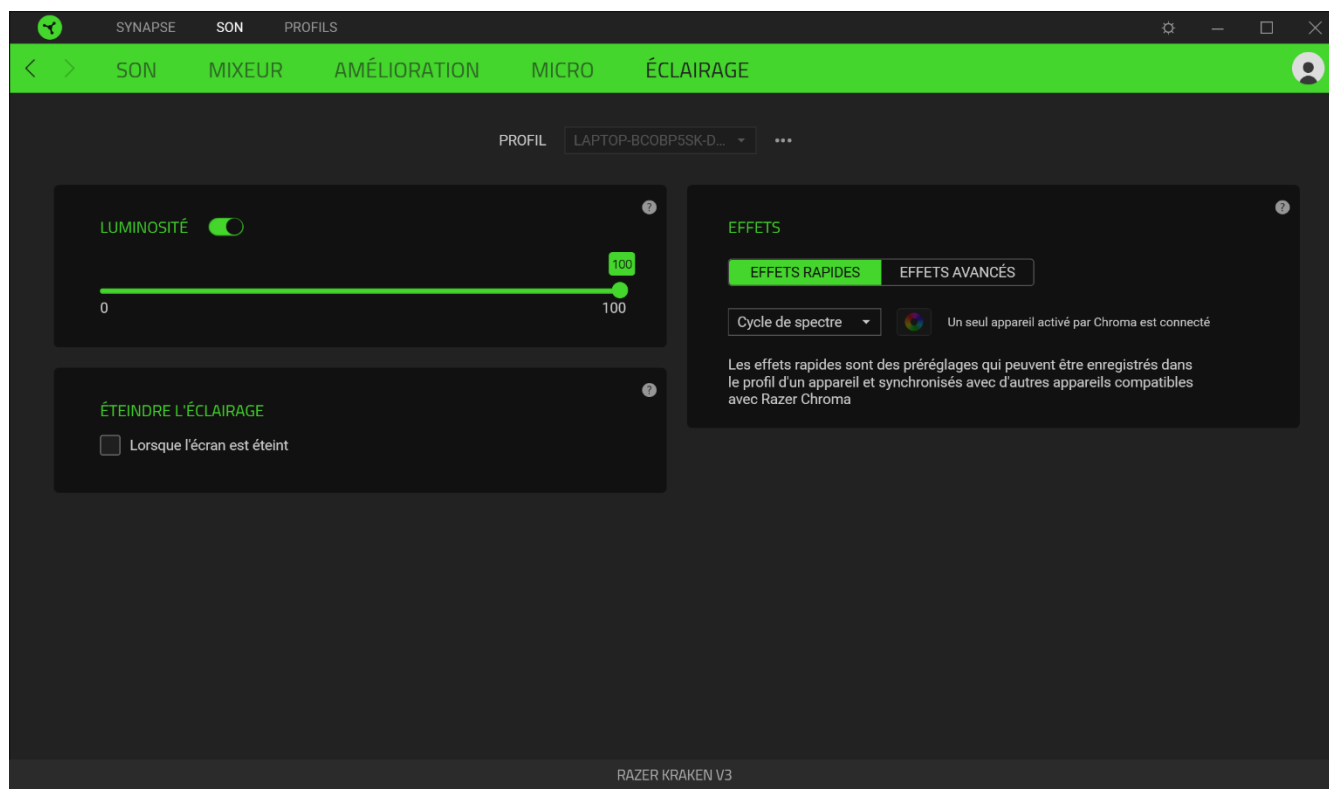 SYNAPSE SON PROFILS
SON MIXEUR AMÉLIORATION MICRO ÉCLAIRAGE
PROFIL LAPTOP-BCOBP5SK-D...
LUMINOSITÉ
100
0 100
ÉTEINDRE L'ÉCLAIRAGE
Lorsque l'écran est éteint
EFFETS
EFFETS RAPIDES EFFETS AVANCÉS
Cycle de spectre Un seul appareil activé par Chroma est connecté
Les effets rapides sont des préréglages qui peuvent être enregistrés dans
le profil d'un appareil et synchronisés avec d'autres appareils compatibles
avec Razer Chroma
RAZER KRAKEN V3